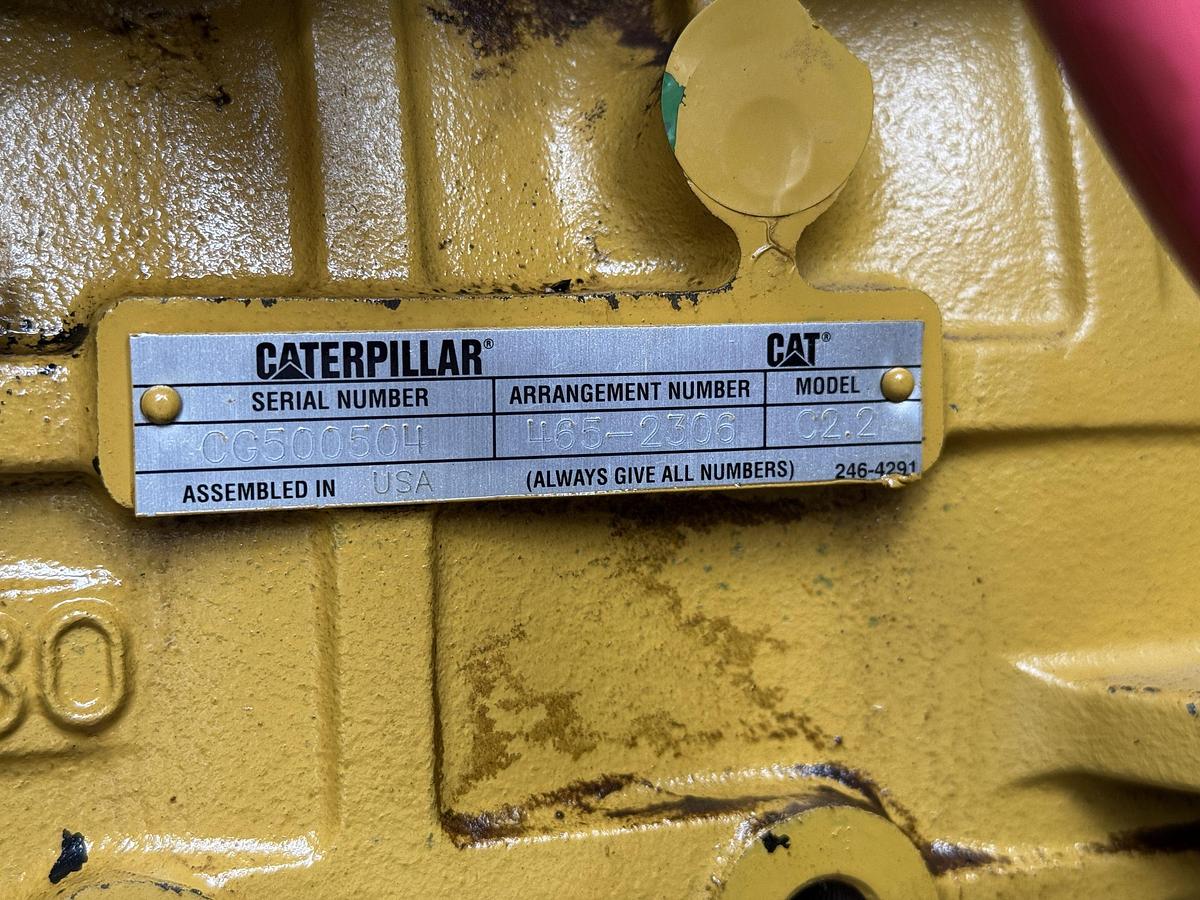 CATERPILLAR® CAT®
SERIAL NUMBER ARRANGEMENT NUMBER MODEL
CG500504 465-2306 C2.2
ASSEMBLED IN USA (ALWAYS GIVE ALL NUMBERS) 246-4291
30